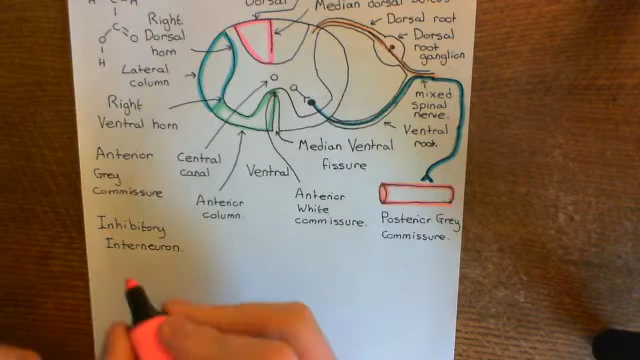 H C H
C
O O
H
Dorsal
Median dorsal
Right
Dorsal
horn
Dorsal root
Dorsal
root
ganglion
Lateral
column
Right
Ventral horn
mixed
spinal
nerve.
Ventral
root.
Anterior
Grey
Commissure
Central
canal
Ventral
Median Ventral
fissure
Anterior
column.
Anterior
White
commissure.
Posterior Grey
Commissure.
Inhibitory
Interneuron.